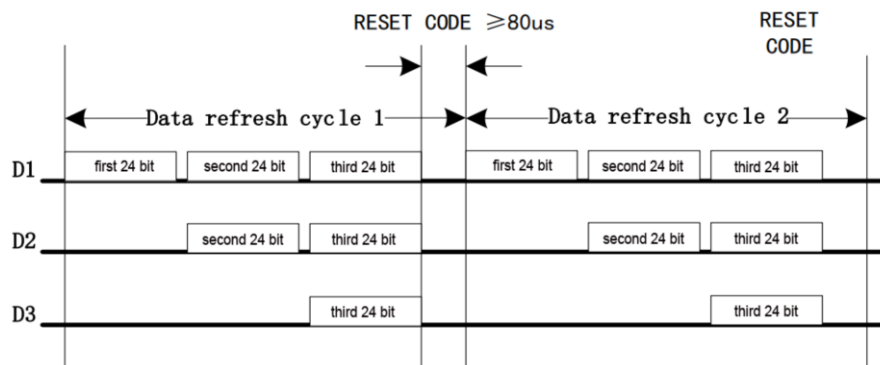 RESET CODE ≥80us
RESET
CODE
Data refresh cycle 1
Data refresh cycle 2
D1
first 24 bit
second 24 bit
third 24 bit
first 24 bit
second 24 bit
third 24 bit
D2
second 24 bit
third 24 bit
second 24 bit
third 24 bit
D3
third 24 bit
third 24 bit